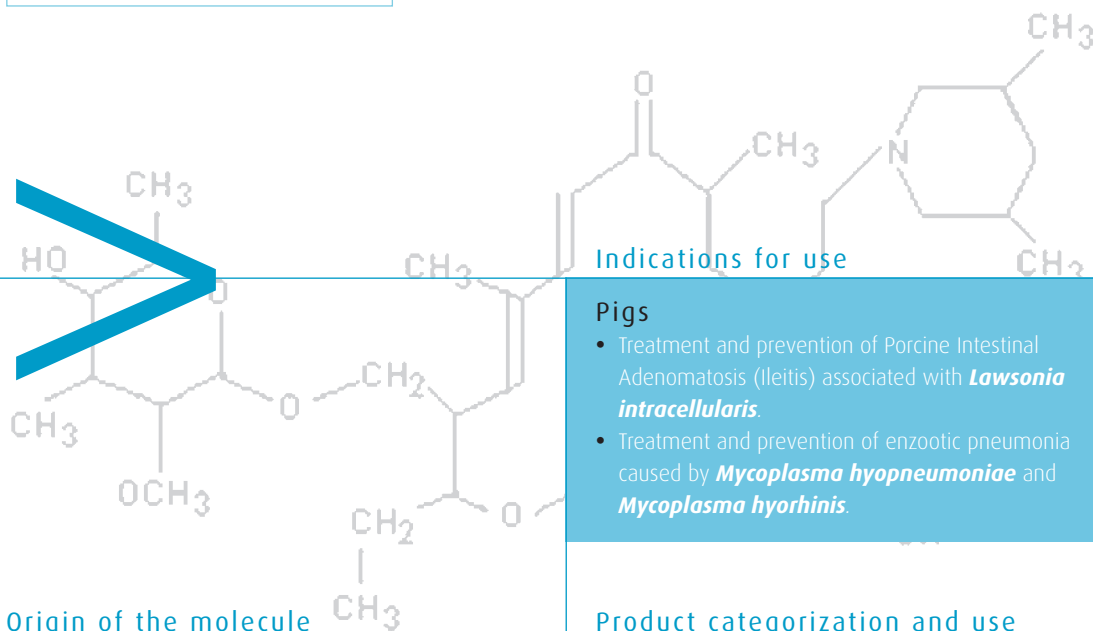 CH3
O
CH3
N
CH3
HO
CH3
Indications for use
CH3
O
Pigs
• Treatment and prevention of Porcine Intestinal
Adenomatosis (Ileitis) associated with Lawsonia
intracellularis.
• Treatment and prevention of enzootic pneumonia
caused by Mycoplasma hyopneumoniae and
Mycoplasma hyorhinis.
CH3
O
CH2
OCH3
CH2
O
CH3
Origin of the molecule
Product categorization and use